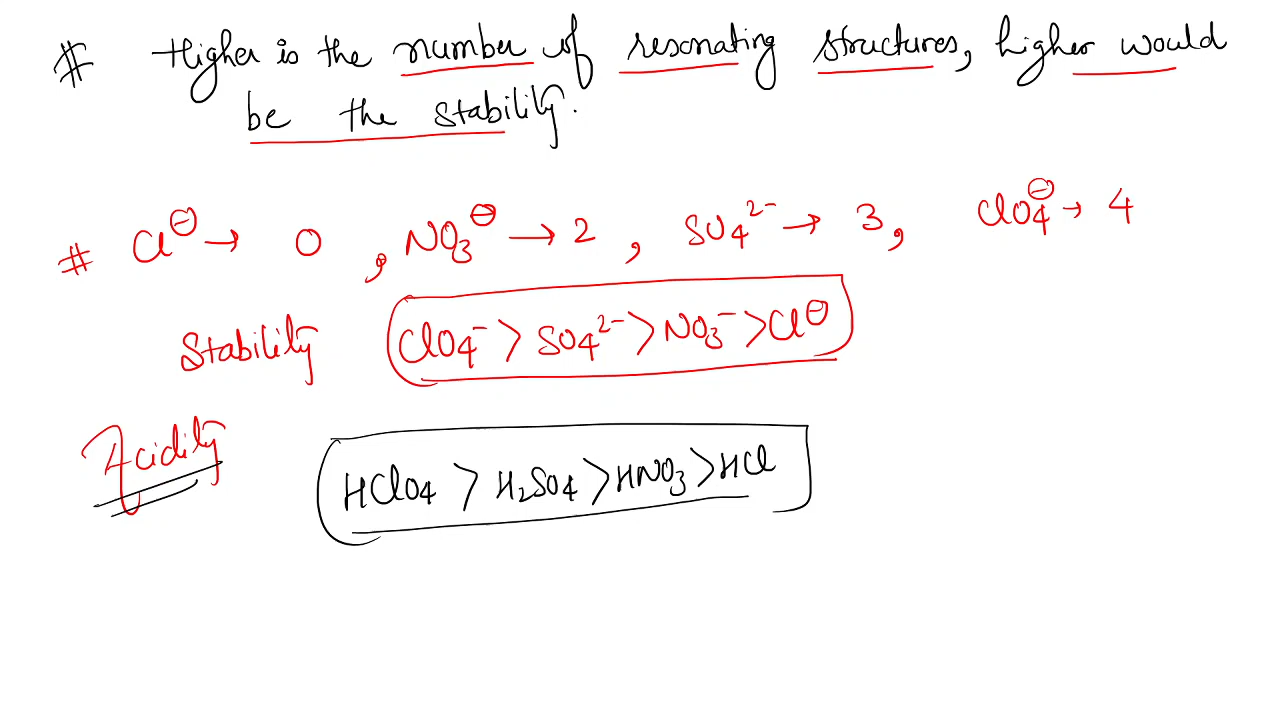 # Higher is the number of resonating structures, higher would
be the stability.
# Cl⊖ → 0 , NO₃⊖ → 2 , SO₄²⁻ → 3 , ClO₄⊖ → 4
Stability ClO₄⁻ > SO₄²⁻ > NO₃⁻ > Cl⊖
Acidity HClO₄ > H₂SO₄ > HNO₃ > HCl